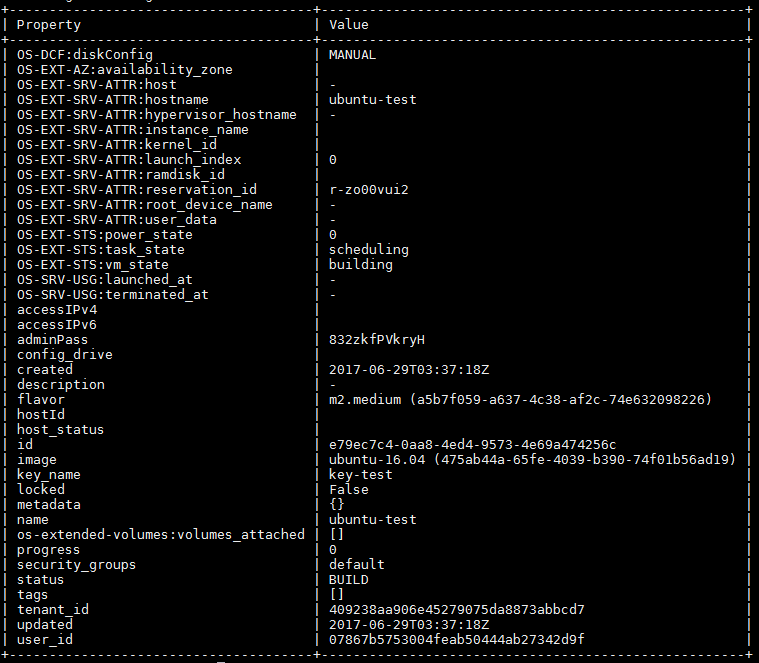 +--------------------------------------+-----------------------------------------------------+
| Property                             | Value                                               |
+--------------------------------------+-----------------------------------------------------+
| OS-DCF:diskConfig                    | MANUAL                                              |
| OS-EXT-AZ:availability_zone          |                                                     |
| OS-EXT-SRV-ATTR:host                 | -                                                   |
| OS-EXT-SRV-ATTR:hostname             | ubuntu-test                                         |
| OS-EXT-SRV-ATTR:hypervisor_hostname  | -                                                   |
| OS-EXT-SRV-ATTR:instance_name        |                                                     |
| OS-EXT-SRV-ATTR:kernel_id            |                                                     |
| OS-EXT-SRV-ATTR:launch_index         | 0                                                   |
| OS-EXT-SRV-ATTR:ramdisk_id           |                                                     |
| OS-EXT-SRV-ATTR:reservation_id       | r-zo00vui2                                          |
| OS-EXT-SRV-ATTR:root_device_name     | -                                                   |
| OS-EXT-SRV-ATTR:user_data            | -                                                   |
| OS-EXT-STS:power_state               | 0                                                   |
| OS-EXT-STS:task_state                | scheduling                                          |
| OS-EXT-STS:vm_state                  | building                                            |
| OS-SRV-USG:launched_at               | -                                                   |
| OS-SRV-USG:terminated_at             | -                                                   |
| accessIPv4                           |                                                     |
| accessIPv6                           |                                                     |
| adminPass                            | 832zkfPVkryH                                        |
| config_drive                         |                                                     |
| created                              | 2017-06-29T03:37:18Z                                |
| description                          | -                                                   |
| flavor                               | m2.medium (a5b7f059-a637-4c38-af2c-74e632098226)    |
| hostId                               |                                                     |
| host_status                          |                                                     |
| id                                   | e79ec7c4-0aa8-4ed4-9573-4e69a474256c                |
| image                                | ubuntu-16.04 (475ab44a-65fe-4039-b390-74f01b56ad19) |
| key_name                             | key-test                                            |
| locked                               | False                                               |
| metadata                             | {}                                                  |
| name                                 | ubuntu-test                                         |
| os-extended-volumes:volumes_attached | []                                                  |
| progress                             | 0                                                   |
| security_groups                      | default                                             |
| status                               | BUILD                                               |
| tags                                 | []                                                  |
| tenant_id                            | 409238aa906e45279075da8873abbcd7                    |
| updated                              | 2017-06-29T03:37:18Z                                |
| user_id                              | 07867b5753004feab50444ab27342d9f                    |
+--------------------------------------+-----------------------------------------------------+